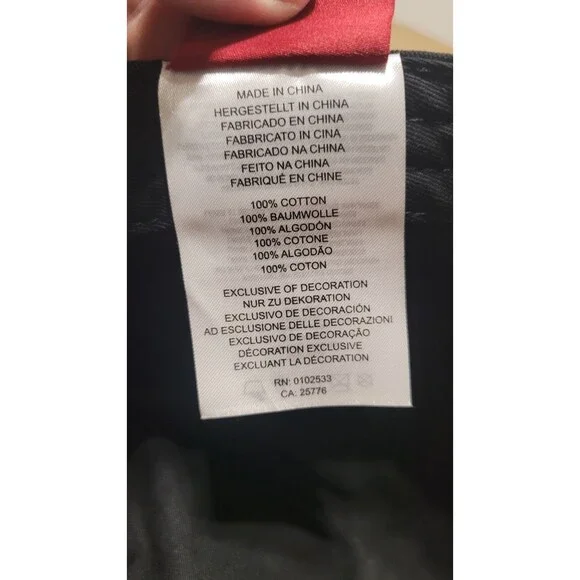 MADE IN CHINA
HERGESTELLT IN CHINA
FABRICADO EN CHINA
FABBRICATO IN CINA
FABRICADO NA CHINA
FEITO NA CHINA
FABRIQUÉ EN CHINE
100% COTTON
100% BAUMWOLLE
100% ALGODÓN
100% COTONE
100% ALGODÃO
100% COTON
EXCLUSIVE OF DECORATION
NUR ZU DEKORATION
EXCLUSIVO DE DECORACIÓN
AD ESCLUSIONE DELLE DECORAZIONI
EXCLUSIVO DE DECORAÇÃO
DÉCORATION EXCLUSIVE
EXCLUANT LA DÉCORATION
RN: 0102533
CA: 25776